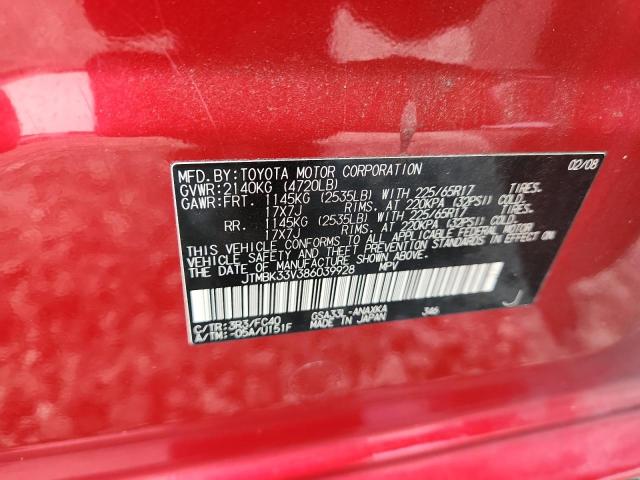 MFD. BY: TOYOTA MOTOR CORPORATION 02/08
GVWR: 2140KG (4720LB)
GAWR: FRT. 1145KG (2535LB) WITH 225/65R17
17X7J RIMS. AT 220KPA (32PSI) COLD.
RR. 1145KG (2535LB) WITH 225/65R17
17X7J RIMS. AT 220KPA (32PSI) COLD.
THIS VEHICLE CONFORMS TO ALL APPLICABLE FEDERAL MOTOR
VEHICLE SAFETY AND THEFT PREVENTION STANDARDS IN EFFECT
ON THE DATE OF MANUFACTURE SHOWN ABOVE.
JTMBK33V386039928 MPV
C/TR: 3R3/FC40 GSA33L-ANAXKA 346 J
A/TM: -05A/U151F MADE IN JAPAN